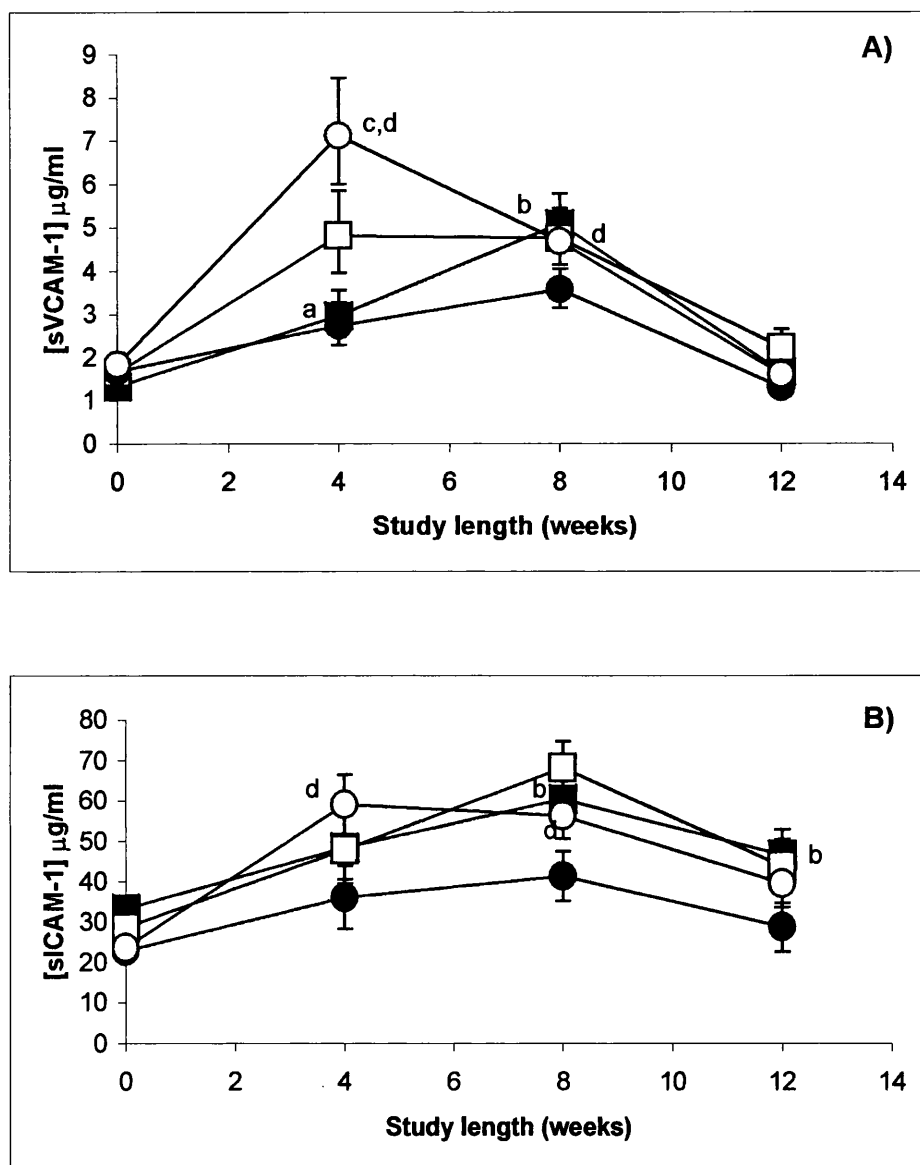 A)
9
8
7
6
5
4
3
2
1
0
[sVCAM-1] µg/ml
c,d
b
d
a
0 2 4 6 8 10 12 14
Study length (weeks)
B)
80
70
60
50
40
30
20
10
0
[sICAM-1] µg/ml
d
b
d
b
0 2 4 6 8 10 12 14
Study length (weeks)